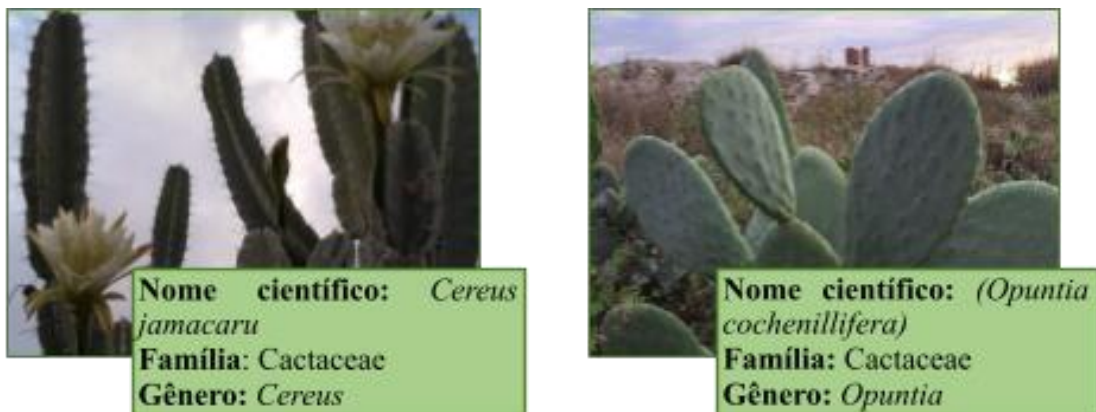 Nome científico: Cereus
jamacaru
Família: Cactaceae
Gênero: Cereus
Nome científico: (Opuntia
cochenillifera)
Família: Cactaceae
Gênero: Opuntia